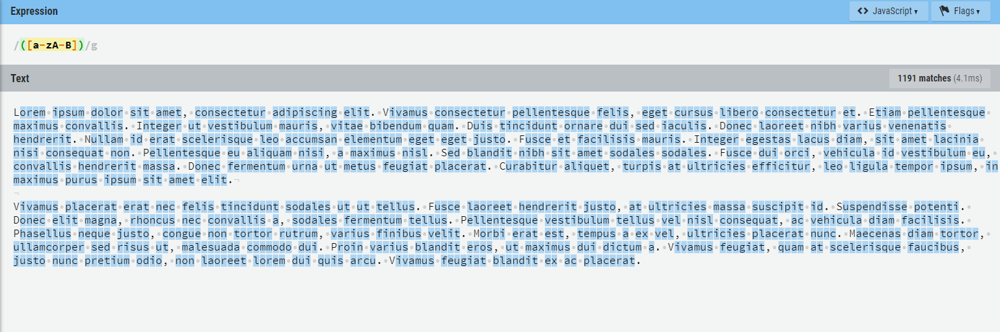 Expression
<> JavaScript▾
Flags▾
/([a-zA-B])/g
Text
1191 matches (4.1ms)
Lorem·ipsum·dolor·sit·amet,·consectetur·adipiscing·elit.·Vivamus·consectetur·pellentesque·felis,·eget·cursus·libero·consectetur·et.·Etiam·pellentesque·
maximus·convallis.·Integer·ut·vestibulum·mauris,·vitae·bibendum·quam.·Duis·tincidunt·ornare·dui·sed·iaculis.·Donec·laoreet·nibh·varius·venenatis·
hendrerit.·Nullam·id·erat·scelerisque·leo·accumsan·elementum·eget·eget·justo.·Fusce·et·facilisis·mauris.·Integer·egestas·lacus·diam,·sit·amet·lacinia·
nisi·consequat·non.·Pellentesque·eu·aliquam·nisi,·a·maximus·nisl.·Sed·blandit·nibh·sit·amet·sodales·sodales.·Fusce·dui·orci,·vehicula·id·vestibulum·eu,·
convallis·hendrerit·massa.·Donec·fermentum·urna·ut·metus·feugiat·placerat.·Curabitur·aliquet,·turpis·at·ultricies·efficitur,·leo·ligula·tempor·ipsum,·in
maximus·purus·ipsum·sit·amet·elit.¬
¬
Vivamus·placerat·erat·nec·felis·tincidunt·sodales·ut·ut·tellus.·Fusce·laoreet·hendrerit·justo,·at·ultricies·massa·suscipit·id.·Suspendisse·potenti.·
Donec·elit·magna,·rhoncus·nec·convallis·a,·sodales·fermentum·tellus.·Pellentesque·vestibulum·tellus·vel·nisl·consequat,·ac·vehicula·diam·facilisis.·
Phasellus·neque·justo,·congue·non·tortor·rutrum,·varius·finibus·velit.·Morbi·erat·est,·tempus·a·ex·vel,·ultricies·placerat·nunc.·Maecenas·diam·tortor,·
ullamcorper·sed·risus·ut,·malesuada·commodo·dui.·Proin·varius·blandit·eros,·ut·maximus·dui·dictum·a.·Vivamus·feugiat,·quam·at·scelerisque·faucibus,·
justo·nunc·pretium·odio,·non·laoreet·lorem·dui·quis·arcu.·Vivamus·feugiat·blandit·ex·ac·placerat.